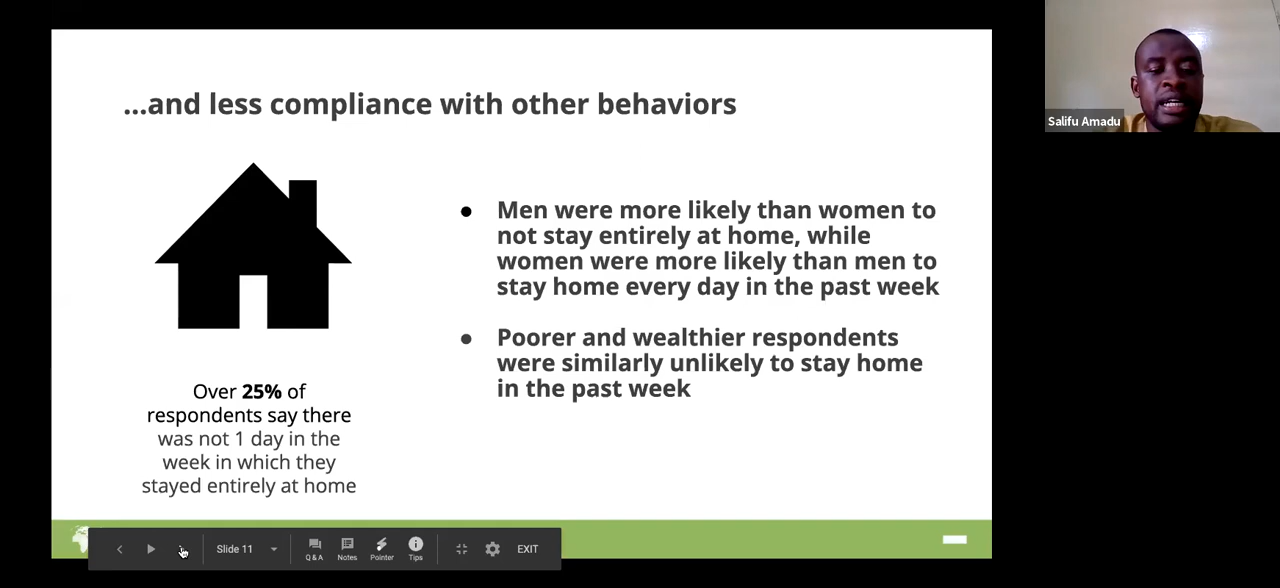 ...and less compliance with other behaviors
Salifu Amadu
● Men were more likely than women to
not stay entirely at home, while
women were more likely than men to
stay home every day in the past week
● Poorer and wealthier respondents
were similarly unlikely to stay home
in the past week
Over 25% of
respondents say there
was not 1 day in the
week in which they
stayed entirely at home
Slide 11
Q & A
Notes
Pointer
Tips
EXIT